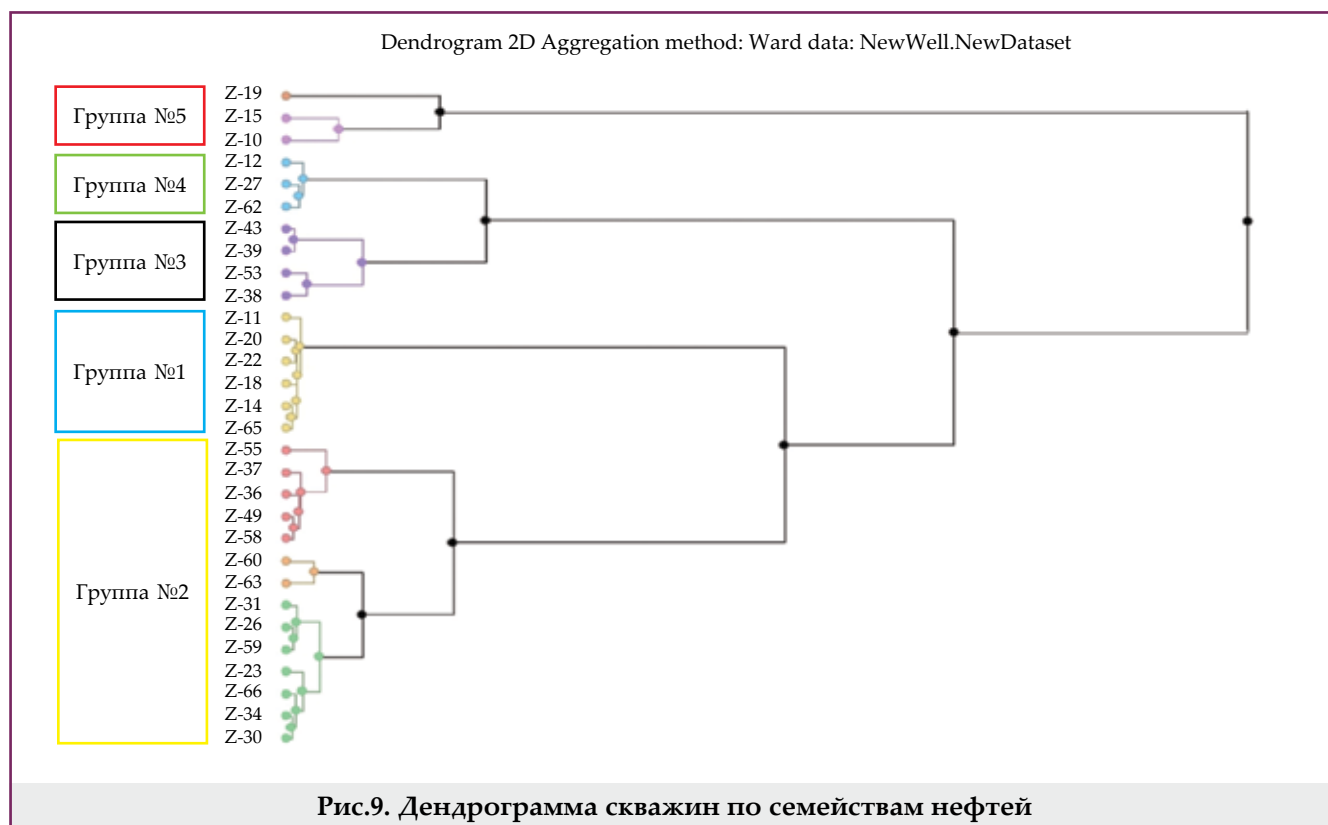 Dendrogram 2D Aggregation method: Ward data: NewWell.NewDataset
Группа №5
Z-19
Z-15
Z-10
Группа №4
Z-12
Z-27
Z-62
Группа №3
Z-43
Z-39
Z-53
Z-38
Группа №1
Z-11
Z-20
Z-22
Z-18
Z-14
Z-65
Группа №2
Z-55
Z-37
Z-36
Z-49
Z-58
Z-60
Z-63
Z-31
Z-26
Z-59
Z-23
Z-66
Z-34
Z-30
Рис.9. Дендрограмма скважин по семействам нефтей